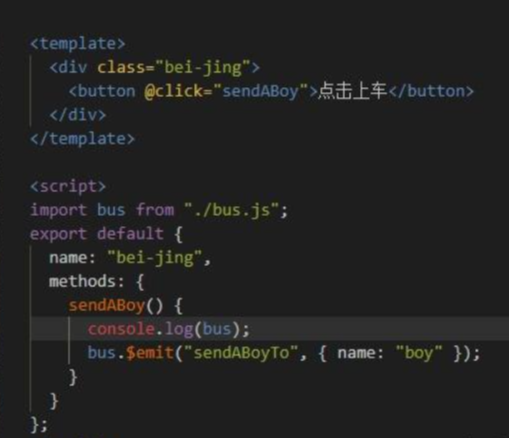 <template>
  <div class="bei-jing">
    <button @click="sendABoy">点击上车</button>
  </div>
</template>

<script>
import bus from "./bus.js";
export default {
  name: "bei-jing",
  methods: {
    sendABoy() {
      console.log(bus);
      bus.$emit("sendABoyTo", { name: "boy" });
    }
  }
};